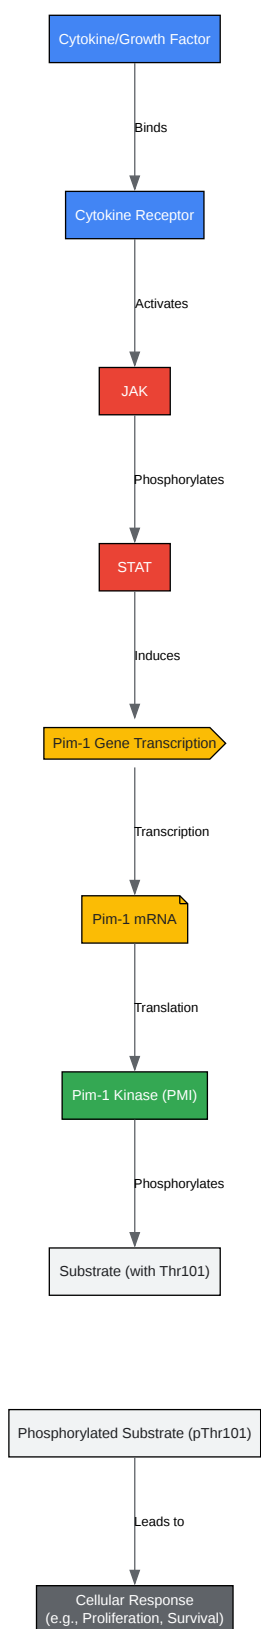 Cytokine/Growth Factor
Binds
Cytokine Receptor
Activates
JAK
Phosphorylates
STAT
Induces
Pim-1 Gene Transcription
Transcription
Pim-1 mRNA
Translation
Pim-1 Kinase (PMI)
Phosphorylates
Substrate (with Thr101)
Phosphorylated Substrate (pThr101)
Leads to
Cellular Response
(e.g., Proliferation, Survival)